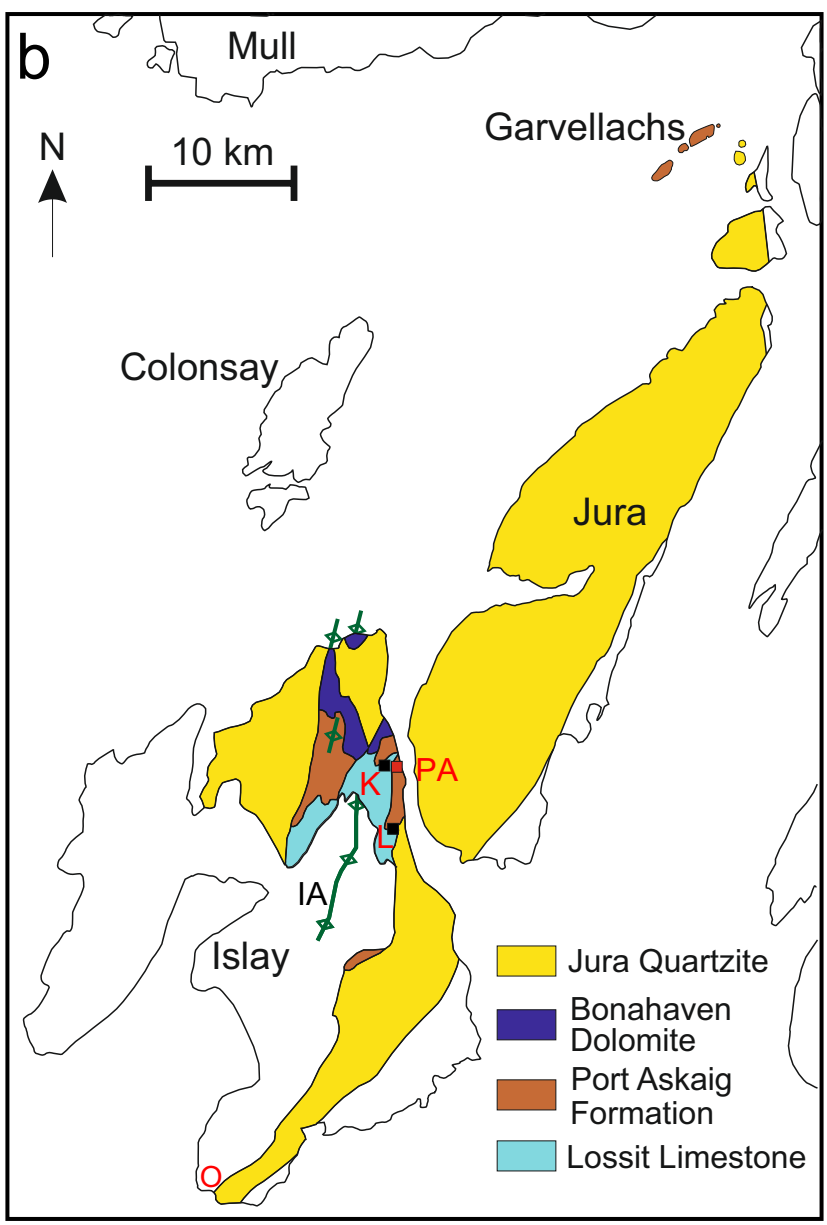 b
Mull
Garvellachs
N
10 km
Colonsay
Jura
PA
K
L
IA
Islay
Jura Quartzite
Bonahaven
Dolomite
Port Askaig
Formation
Lossit Limestone
O